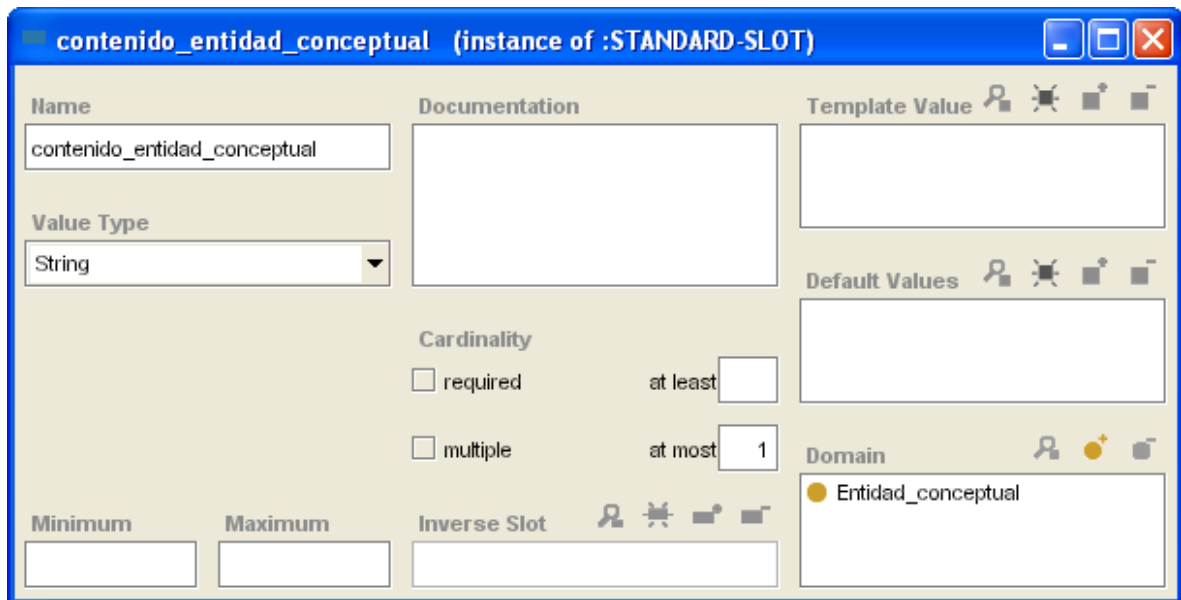 contenido_entidad_conceptual (instance of :STANDARD-SLOT)
Name
contenido_entidad_conceptual
Value Type
String
Documentation
Cardinality
required
at least
multiple
at most 1
Minimum
Maximum
Inverse Slot
Template Value
Default Values
Domain
Entidad_conceptual